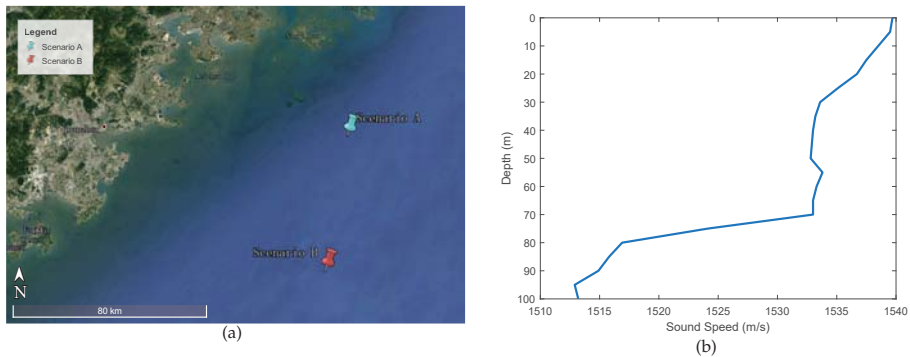 Legend
Scenario A
Scenario B
Scenario A
Scenario B
N
80 km
(a)
0
10
20
30
40
50
60
70
80
90
100
Depth (m)
1510
1515
1520
1525
1530
1535
1540
Sound Speed (m/s)
(b)